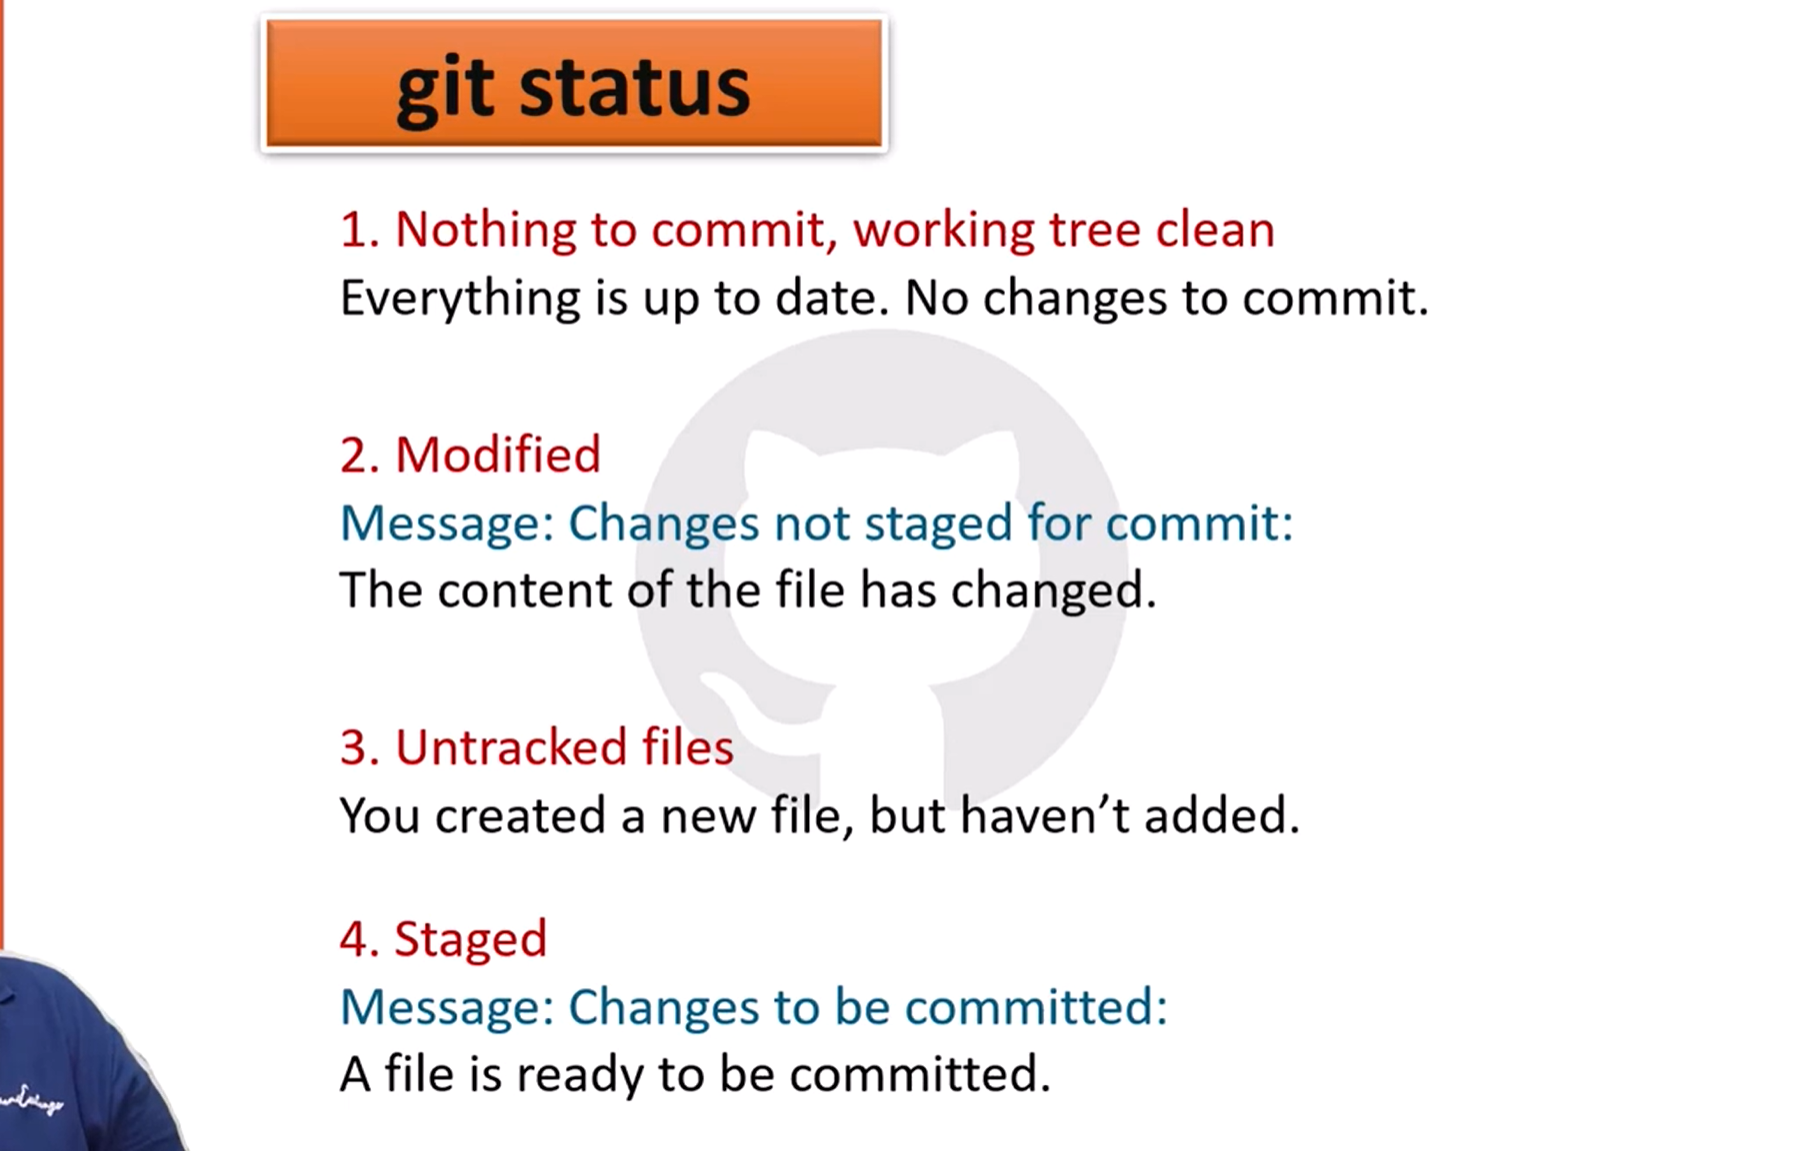 git status
1. Nothing to commit, working tree clean
Everything is up to date. No changes to commit.
2. Modified
Message: Changes not staged for commit:
The content of the file has changed.
3. Untracked files
You created a new file, but haven’t added.
4. Staged
Message: Changes to be committed:
A file is ready to be committed.